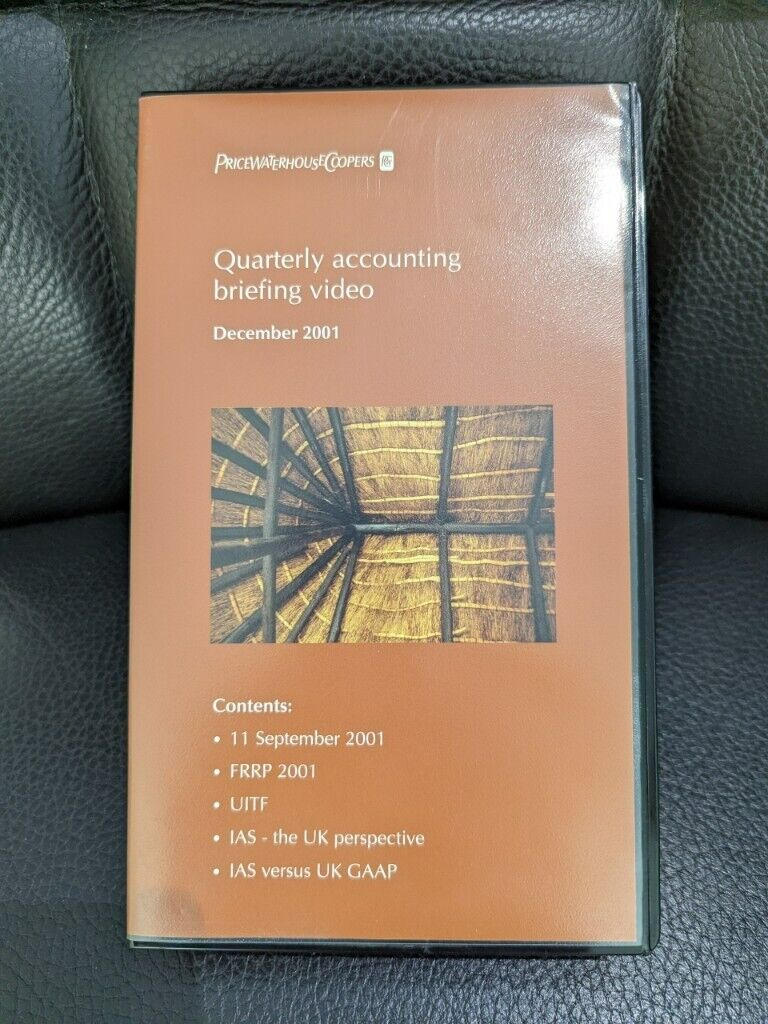 PRICEWATERHOUSECOOPERS
Quarterly accounting
briefing video
December 2001
Contents:
• 11 September 2001
• FRRP 2001
• UITF
• IAS - the UK perspective
• IAS versus UK GAAP